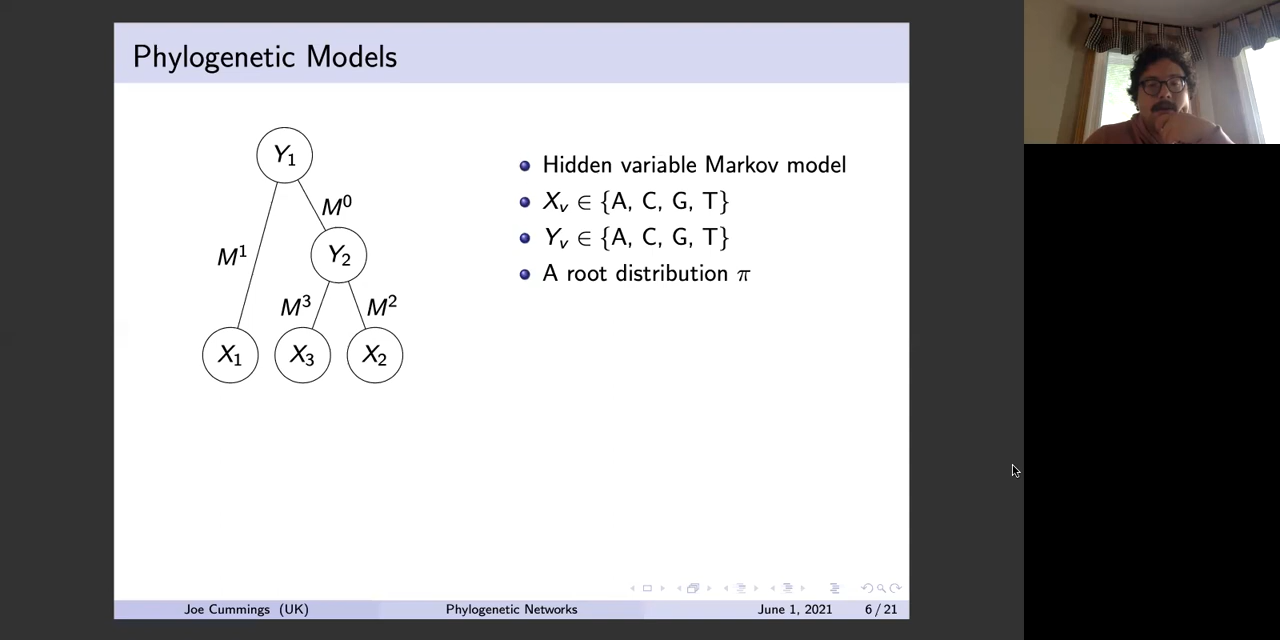 Phylogenetic Models
Y₁
M⁰
M¹
Y₂
M³ M²
X₁ X₃ X₂
Hidden variable Markov model
Xᵥ ∈ {A, C, G, T}
Yᵥ ∈ {A, C, G, T}
A root distribution π
Joe Cummings (UK) Phylogenetic Networks June 1, 2021 6 / 21